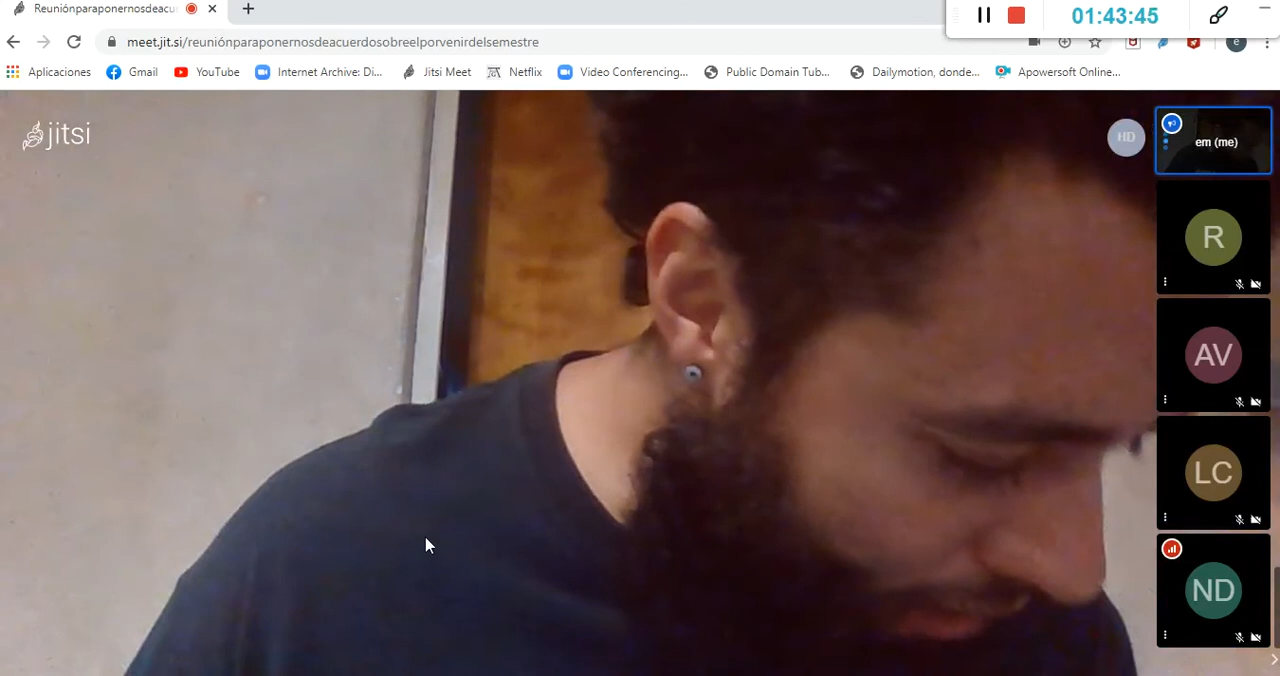 Reuniónparaponernosdeacue
01:43:45
meet.jit.si/reuniónparaponernosdeacuerdosobreelporvenirdelsemestre
e
Aplicaciones Gmail YouTube Internet Archive: Di... Jitsi Meet Netflix Video Conferencing... Public Domain Tub... Dailymotion, donde... Apowersoft Online...
jitsi
HD
em (me)
R
AV
LC
ND